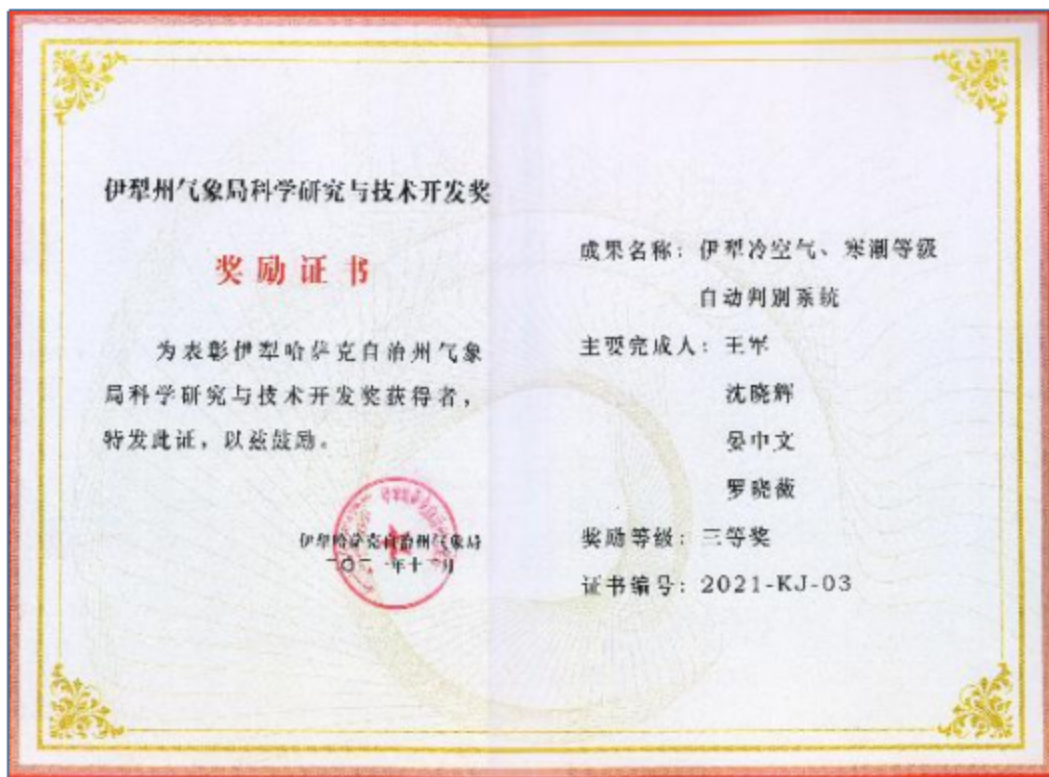 伊犁州气象局科学研究与技术开发奖
奖励证书
为表彰伊犁哈萨克自治州气象
局科学研究与技术开发奖获得者，
特发此证，以兹鼓励。
伊犁哈萨克自治州气象局
成果名称：伊犁冷空气、寒潮等级
自动判别系统
主要完成人：王军
沈晓辉
晏中文
罗晓薇
奖励等级：三等奖
证书编号：2021-KJ-03